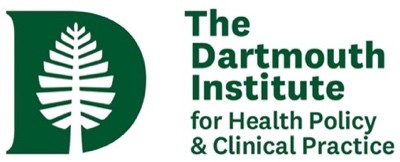 The
Dartmouth
Institute
for Health Policy
& Clinical Practice